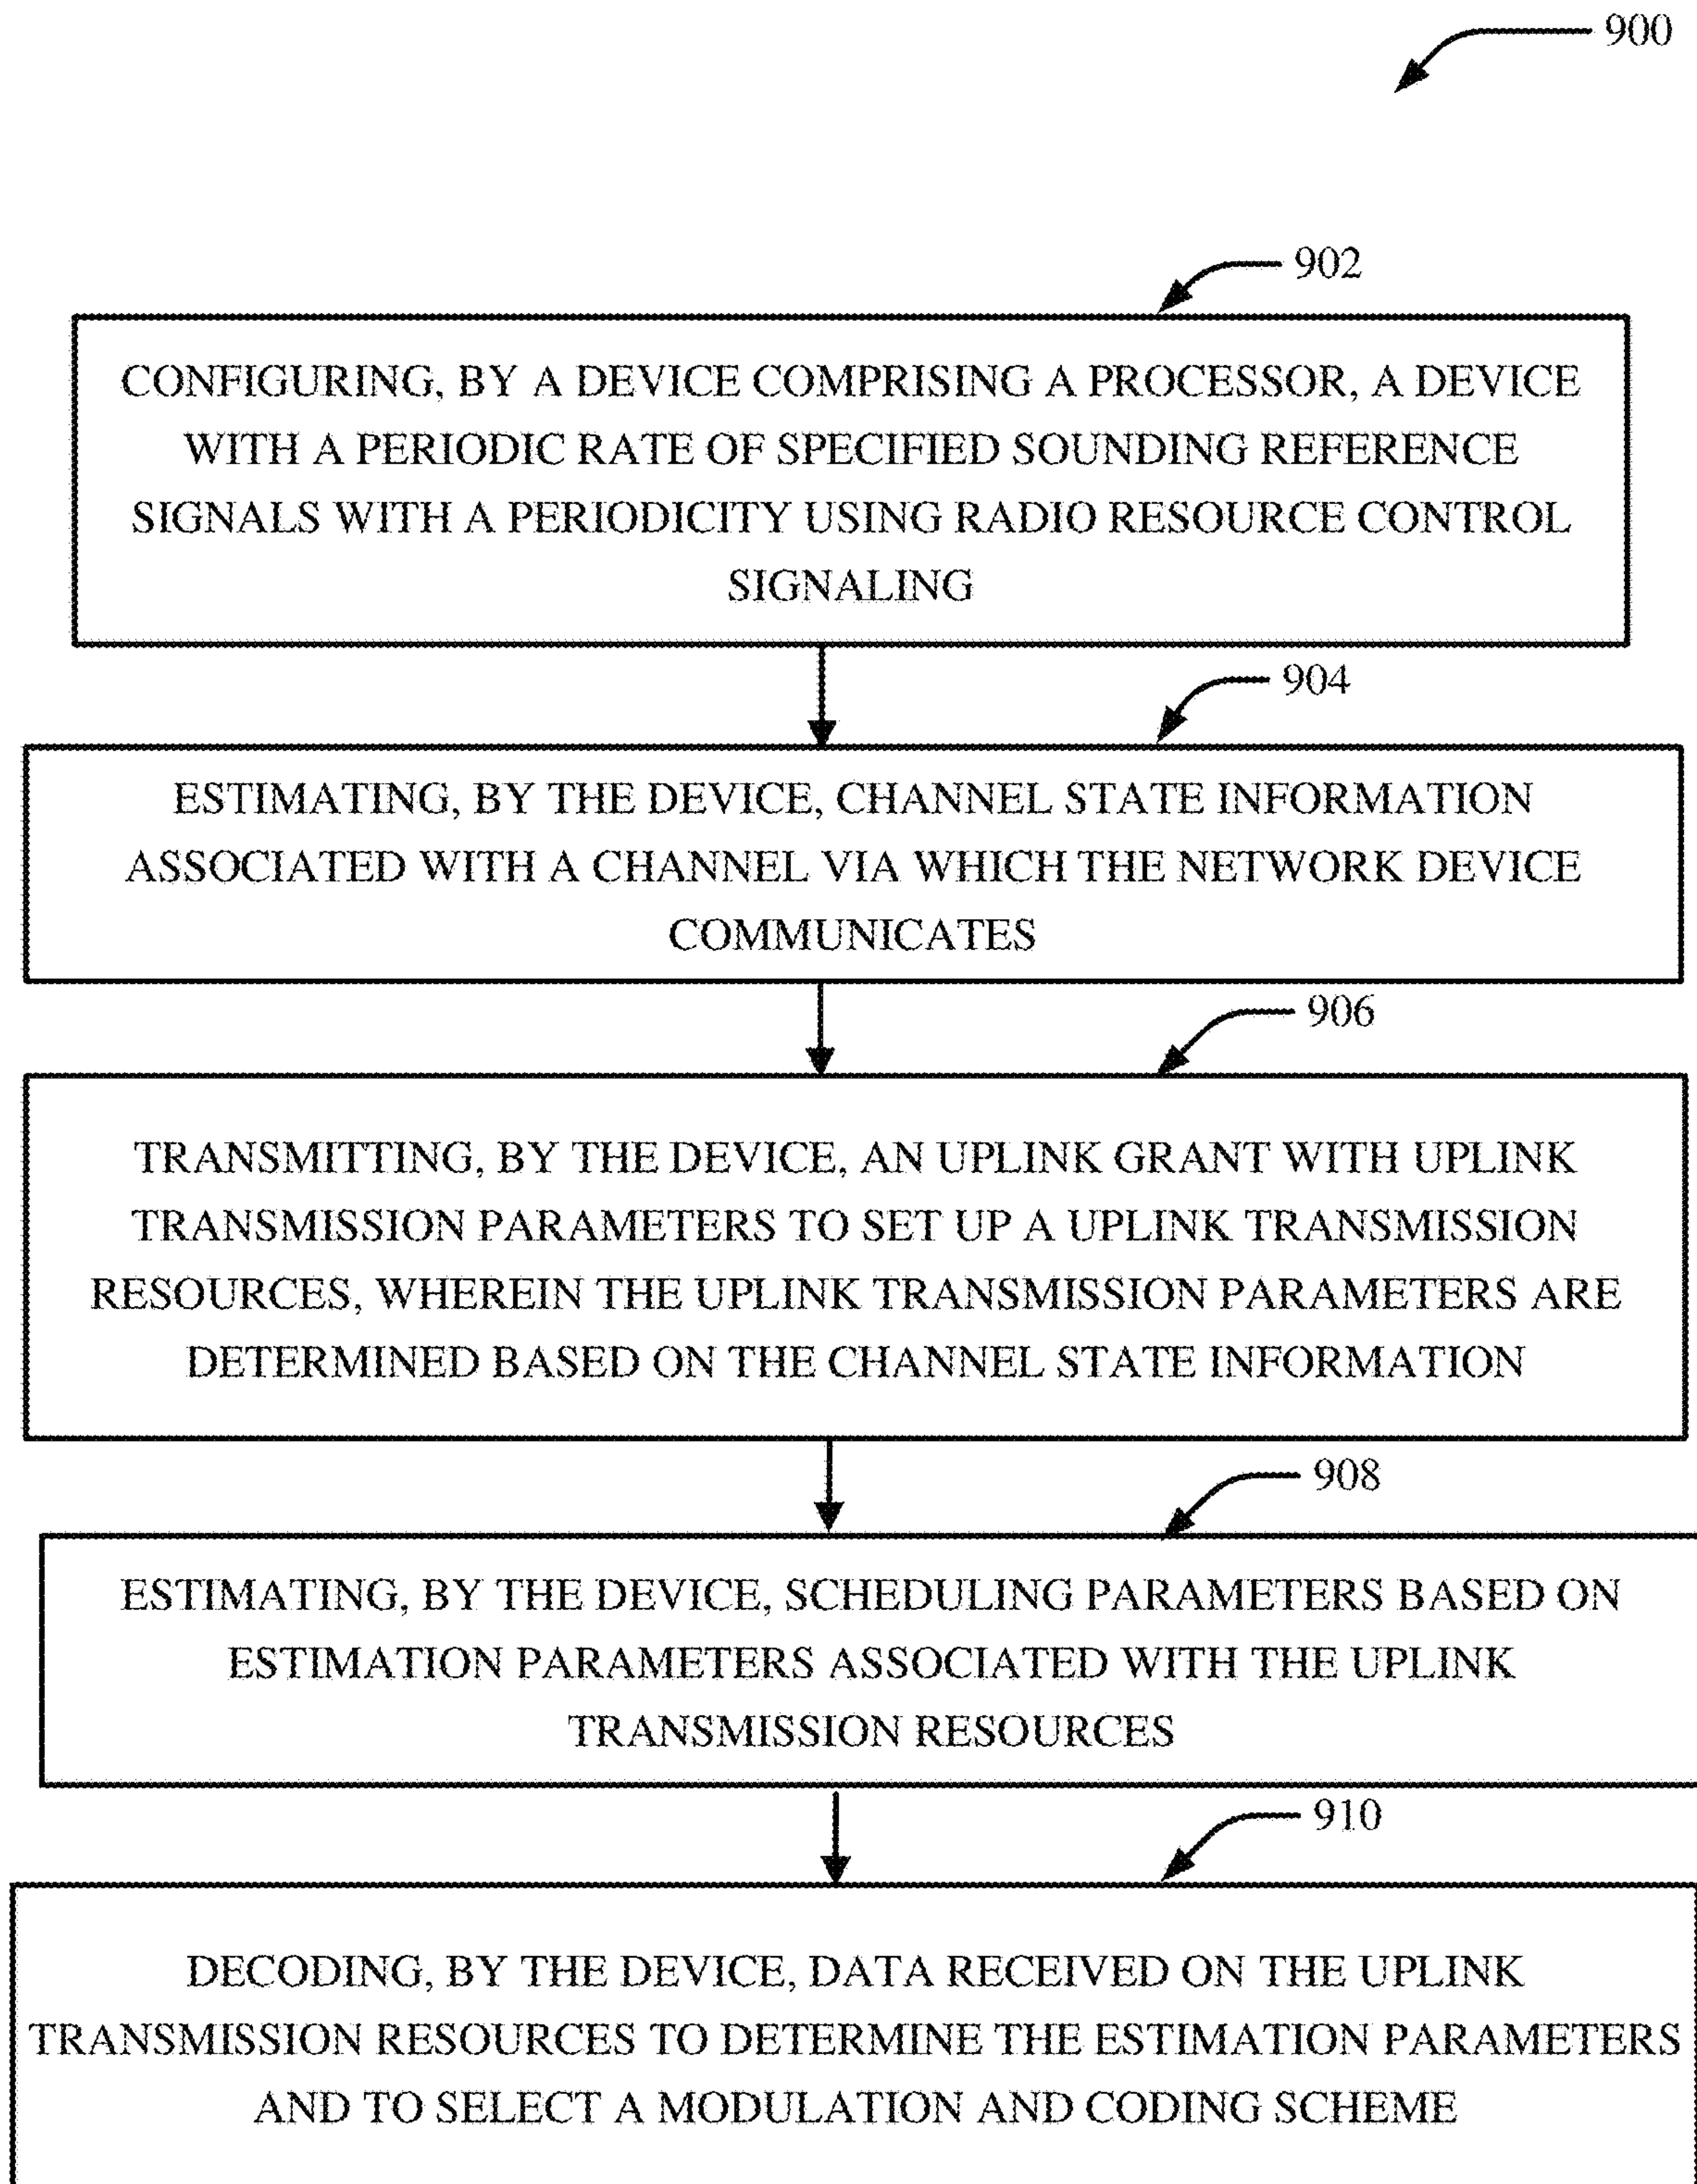 900
902
CONFIGURING, BY A DEVICE COMPRISING A PROCESSOR, A DEVICE
WITH A PERIODIC RATE OF SPECIFIED SOUNDING REFERENCE
SIGNALS WITH A PERIODICITY USING RADIO RESOURCE CONTROL
SIGNALING
904
ESTIMATING, BY THE DEVICE, CHANNEL STATE INFORMATION
ASSOCIATED WITH A CHANNEL VIA WHICH THE NETWORK DEVICE
COMMUNICATES
906
TRANSMITTING, BY THE DEVICE, AN UPLINK GRANT WITH UPLINK
TRANSMISSION PARAMETERS TO SET UP A UPLINK TRANSMISSION
RESOURCES, WHEREIN THE UPLINK TRANSMISSION PARAMETERS ARE
DETERMINED BASED ON THE CHANNEL STATE INFORMATION
908
ESTIMATING, BY THE DEVICE, SCHEDULING PARAMETERS BASED ON
ESTIMATION PARAMETERS ASSOCIATED WITH THE UPLINK
TRANSMISSION RESOURCES
910
DECODING, BY THE DEVICE, DATA RECEIVED ON THE UPLINK
TRANSMISSION RESOURCES TO DETERMINE THE ESTIMATION PARAMETERS
AND TO SELECT A MODULATION AND CODING SCHEME